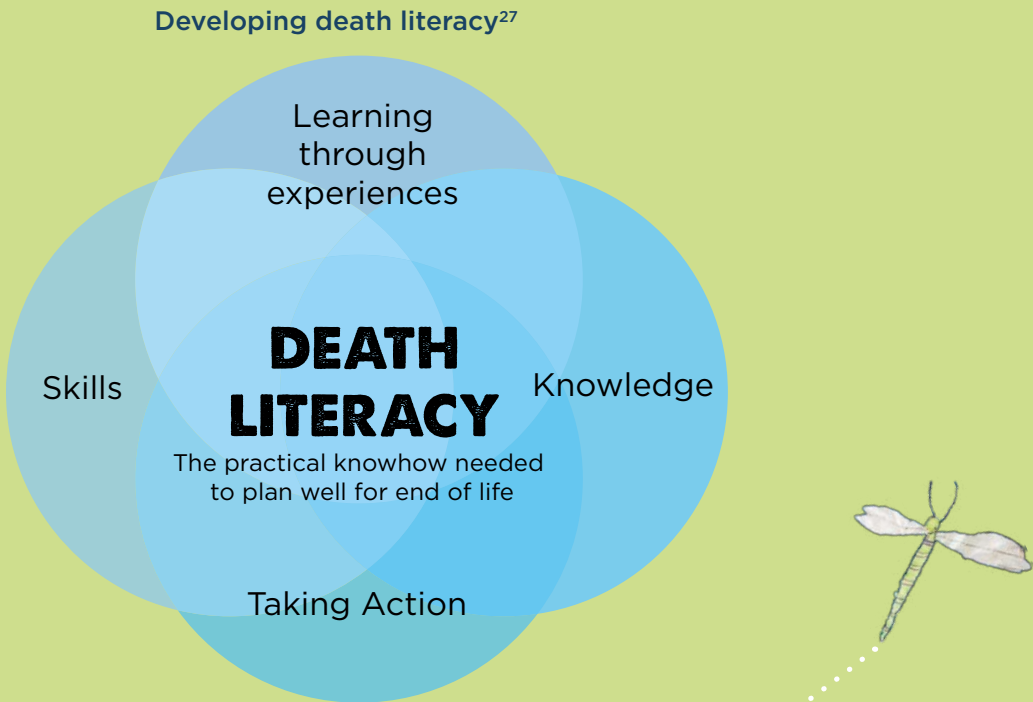 Developing death literacy²⁷
Learning
through
experiences
Skills
DEATH
LITERACY
Knowledge
The practical knowhow needed
to plan well for end of life
Taking Action